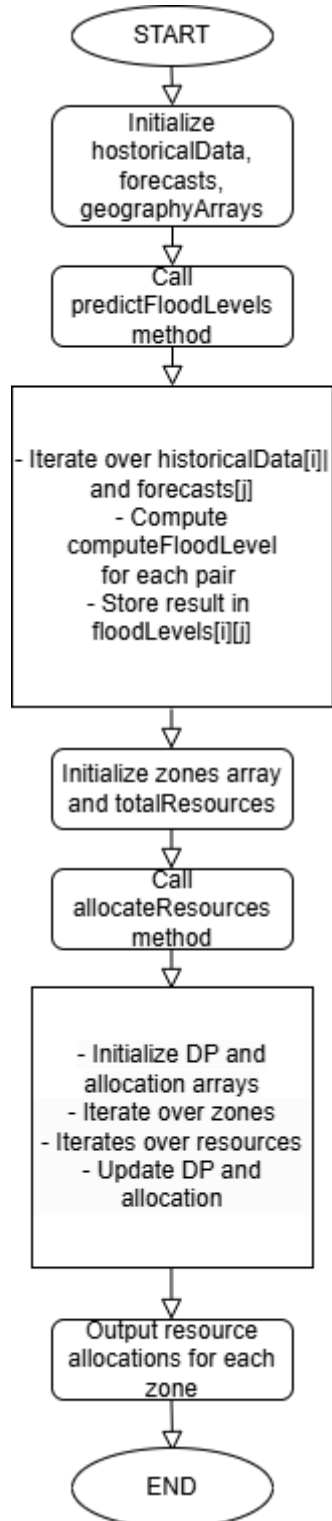 START
Initialize
hostoricalData,
forecasts,
geographyArrays
Call
predictFloodLevels
method
- Iterate over historicalData[i]|
and forecasts[j]
- Compute
computeFloodLevel
for each pair
- Store result in
floodLevels[i][j]
Initialize zones array
and totalResources
Call
allocateResources
method
- Initialize DP and
allocation arrays
- Iterate over zones
- Iterates over resources
- Update DP and
allocation
Output resource
allocations for each
zone
END